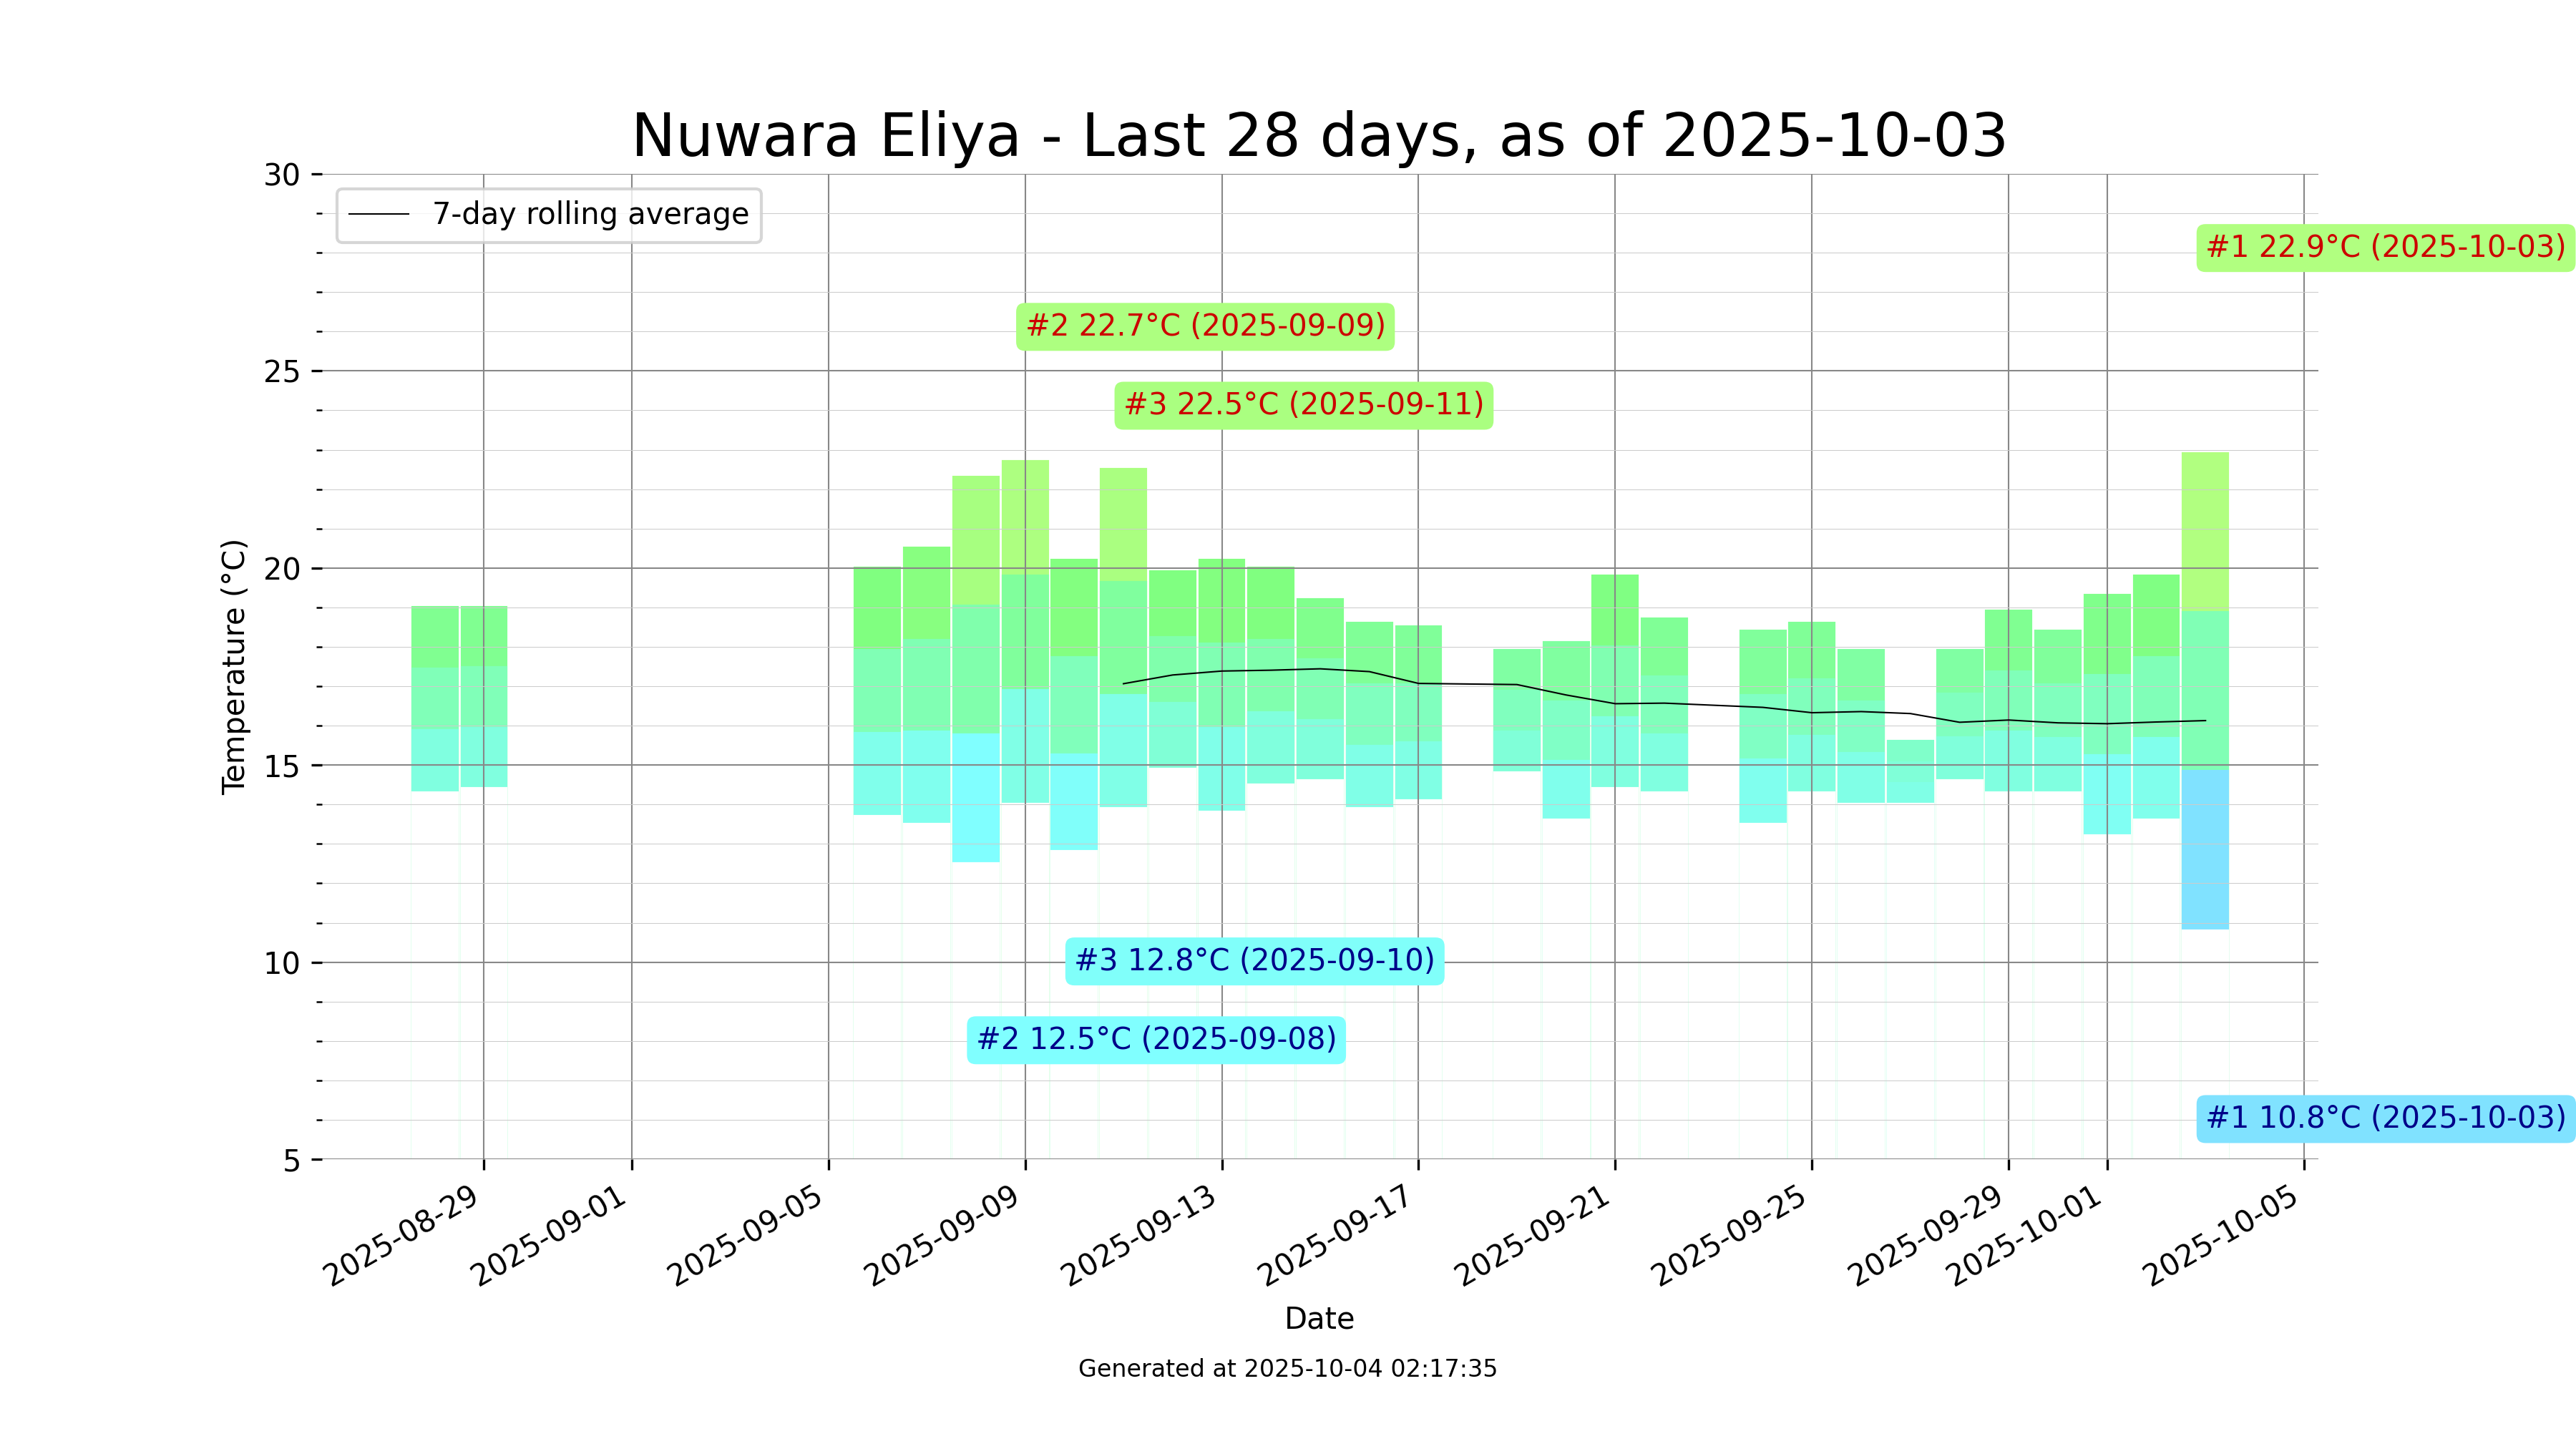 Nuwara Eliya - Last 28 days, as of 2025-10-03
7-day rolling average
#1 22.9°C (2025-10-03)
#2 22.7°C (2025-09-09)
#3 22.5°C (2025-09-11)
#3 12.8°C (2025-09-10)
#2 12.5°C (2025-09-08)
#1 10.8°C (2025-10-03)
Temperature (°C)
30
25
20
15
10
5
2025-08-29
2025-09-01
2025-09-05
2025-09-09
2025-09-13
2025-09-17
2025-09-21
2025-09-25
2025-09-29
2025-10-01
2025-10-05
Date
Generated at 2025-10-04 02:17:35